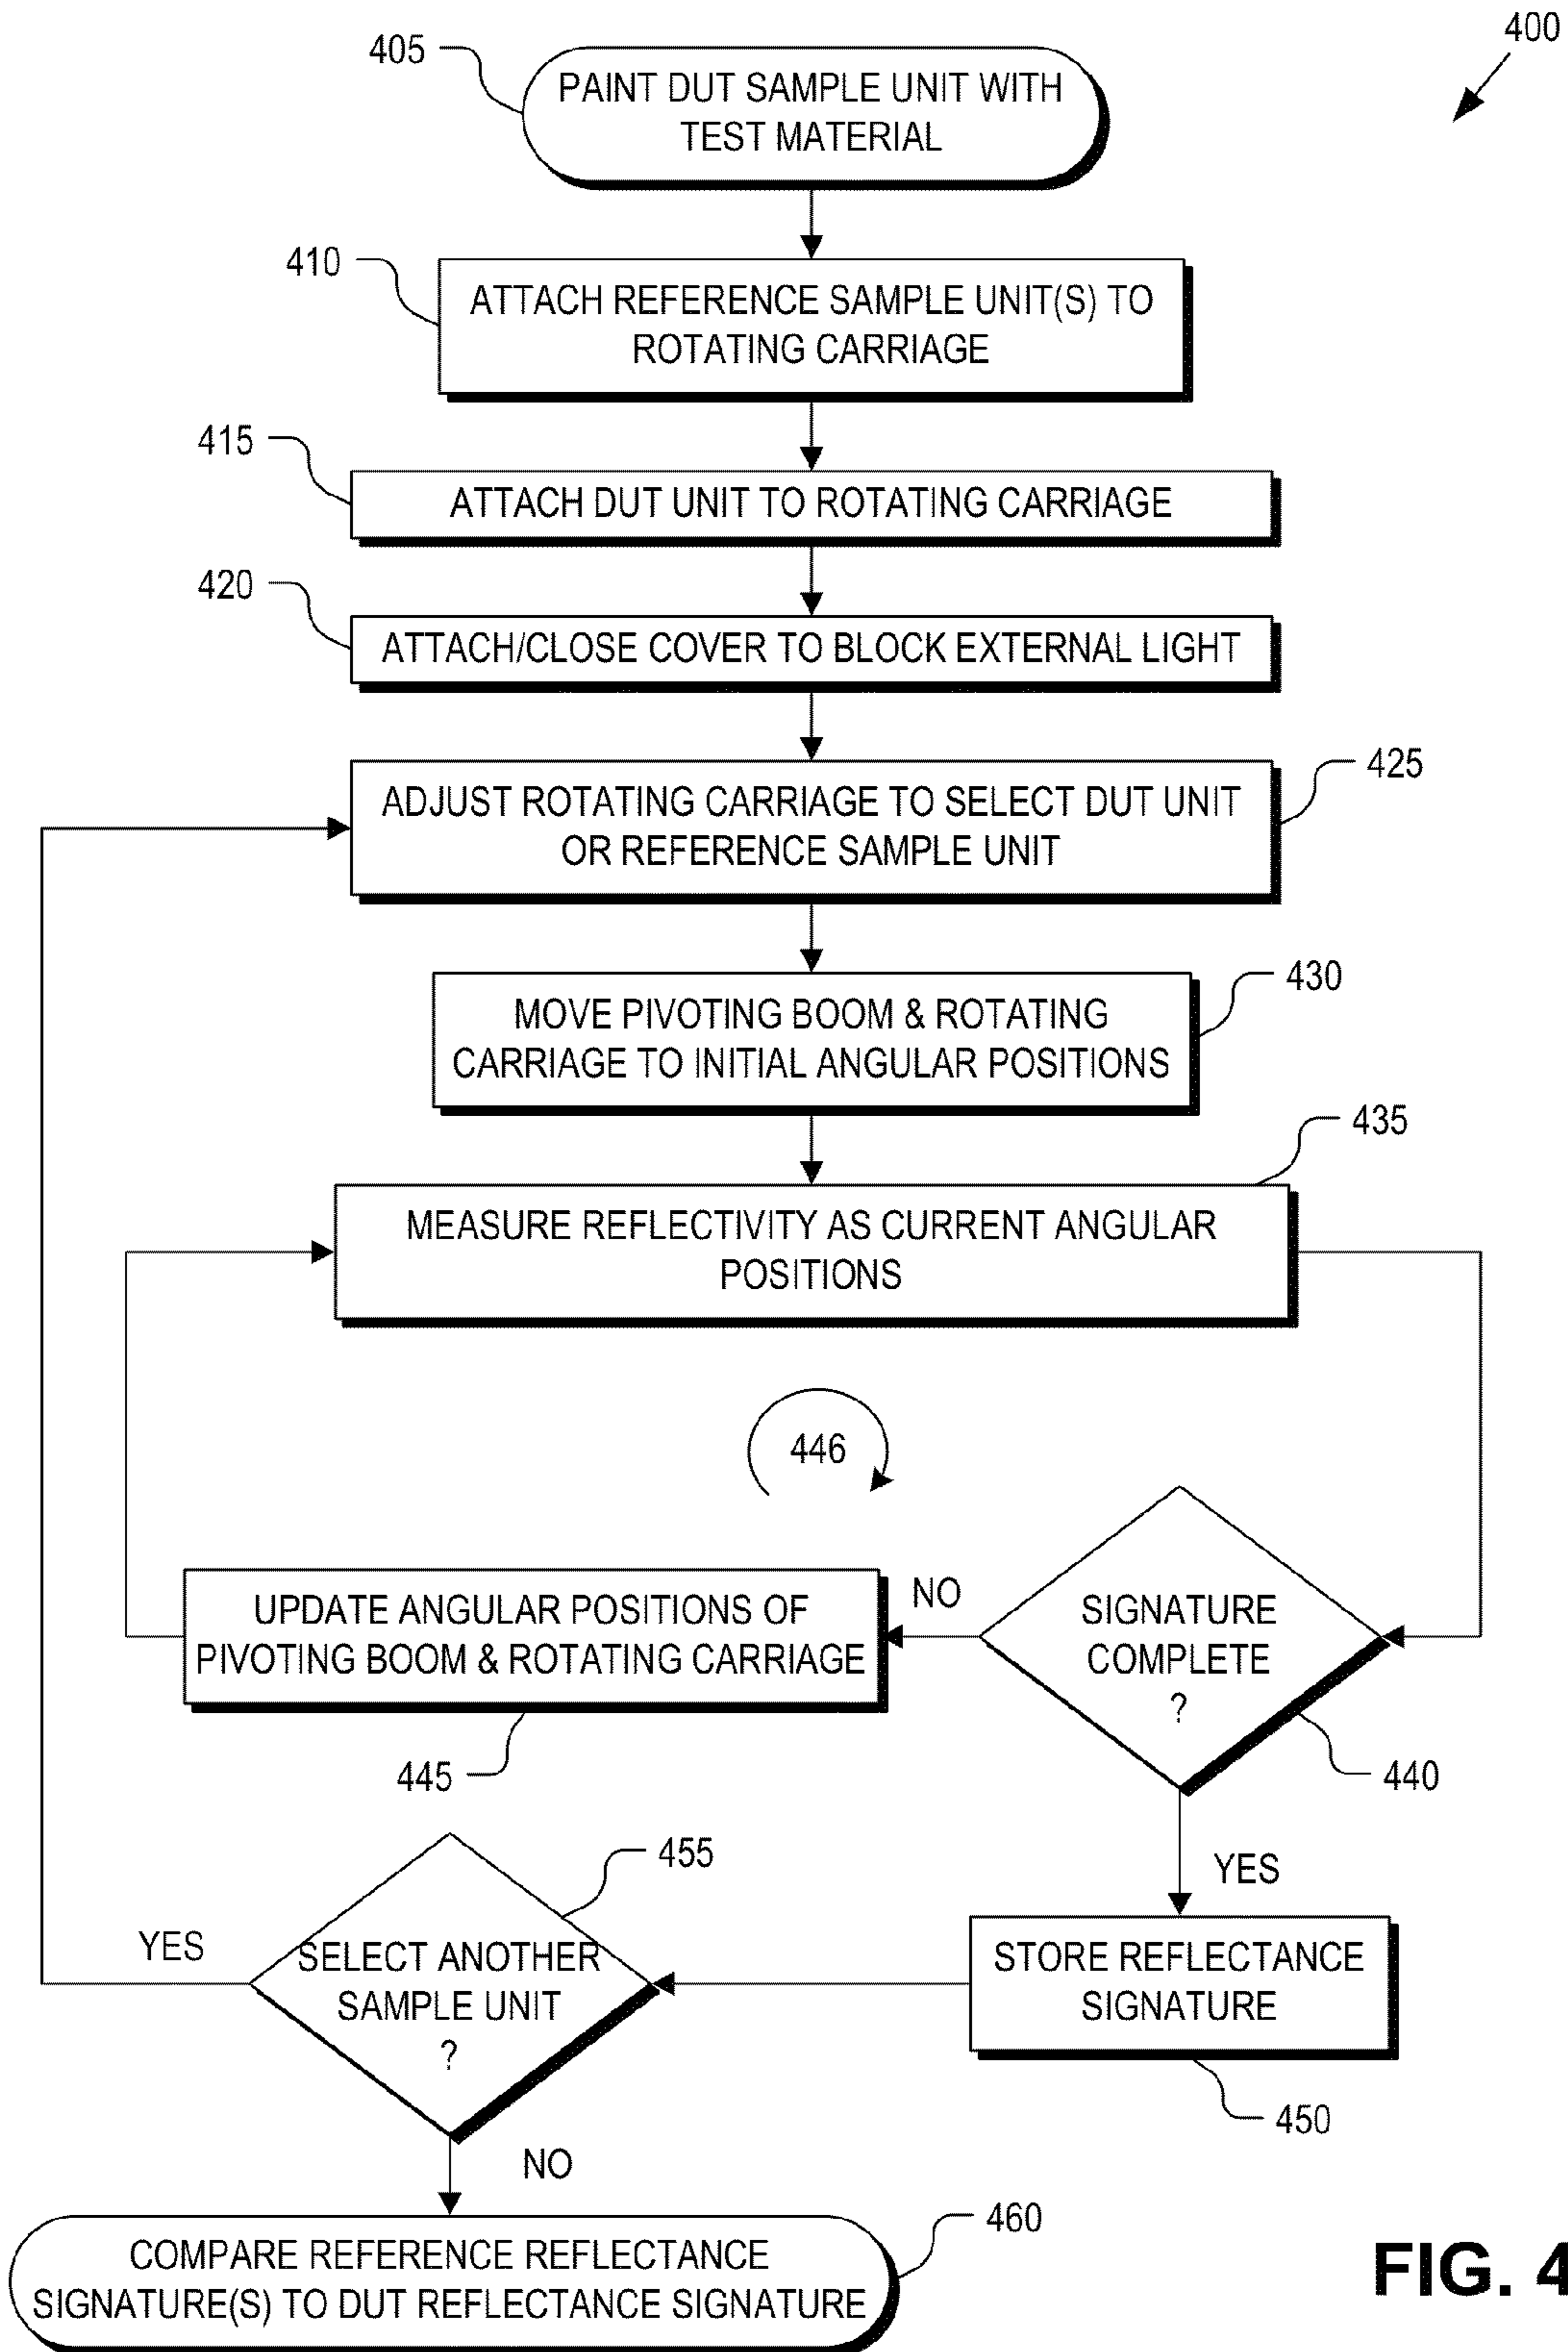 400
405
PAINT DUT SAMPLE UNIT WITH
TEST MATERIAL
410
ATTACH REFERENCE SAMPLE UNIT(S) TO
ROTATING CARRIAGE
415
ATTACH DUT UNIT TO ROTATING CARRIAGE
420
ATTACH/CLOSE COVER TO BLOCK EXTERNAL LIGHT
425
ADJUST ROTATING CARRIAGE TO SELECT DUT UNIT
OR REFERENCE SAMPLE UNIT
430
MOVE PIVOTING BOOM & ROTATING
CARRIAGE TO INITIAL ANGULAR POSITIONS
435
MEASURE REFLECTIVITY AS CURRENT ANGULAR
POSITIONS
446
UPDATE ANGULAR POSITIONS OF
PIVOTING BOOM & ROTATING CARRIAGE
445
NO
SIGNATURE
COMPLETE
?
440
YES
455
YES
SELECT ANOTHER
SAMPLE UNIT
?
STORE REFLECTANCE
SIGNATURE
450
NO
460
COMPARE REFERENCE REFLECTANCE
SIGNATURE(S) TO DUT REFLECTANCE SIGNATURE
FIG. 4